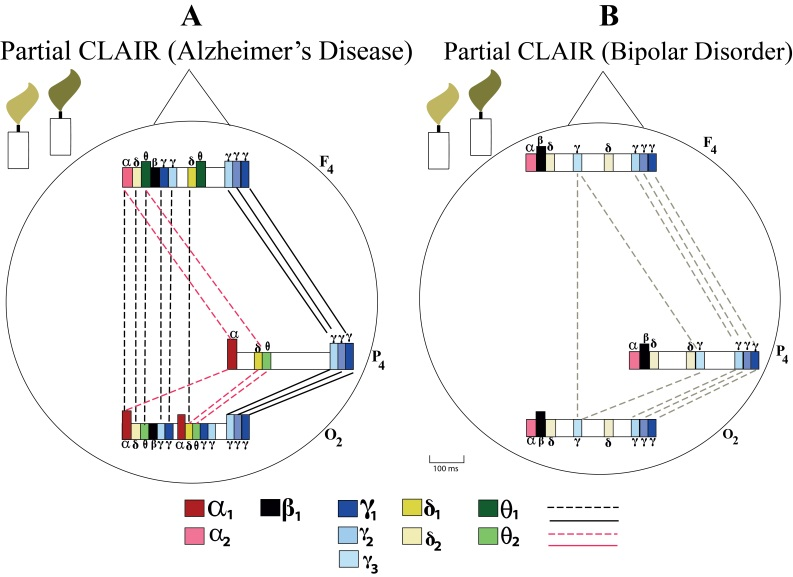 A
B
Partial CLAIR (Alzheimer's Disease)
Partial CLAIR (Bipolar Disorder)
α δ θ β γ γ δ θ γ γ γ
F4
α β δ γ δ γ γ γ
F4
α δ θ γ γ γ
P4
α β δ δ γ γ γ γ
P4
α δ θ β γ γ α δ θ γ γ γ γ γ
O2
α β δ γ δ γ γ γ
O2
100 ms
α1 β1 γ1 δ1 θ1
α2 γ2 δ2 θ2
γ3